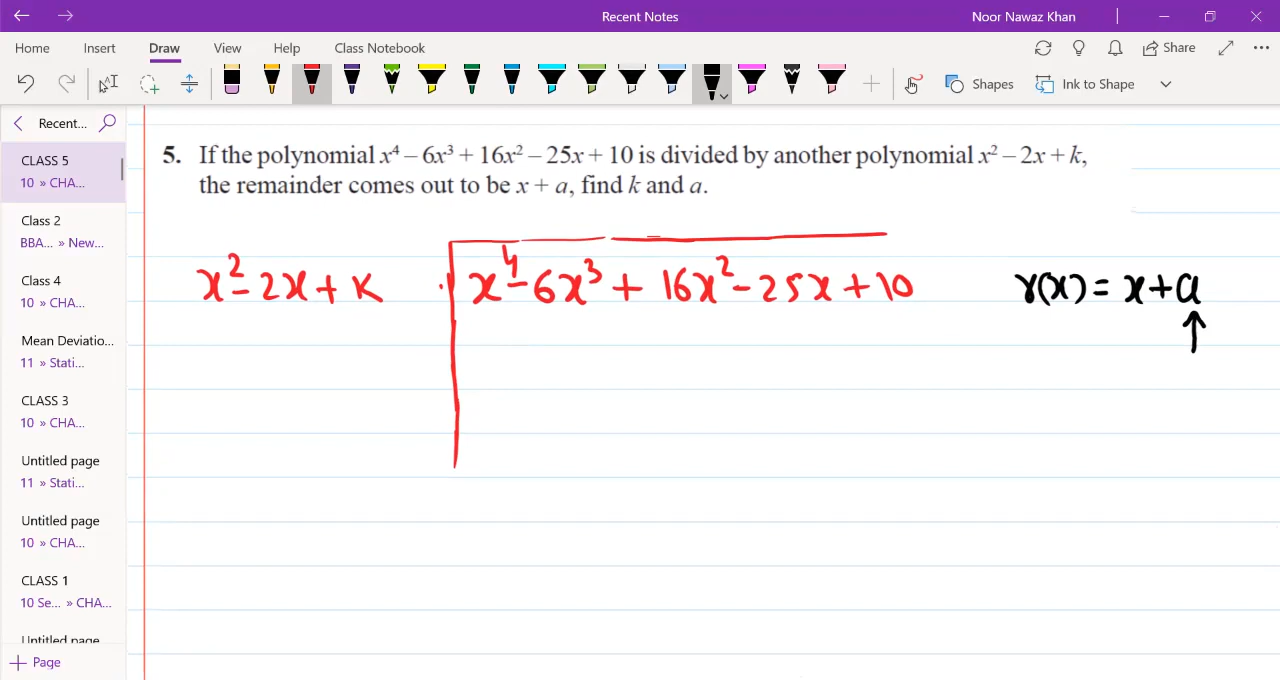 Recent Notes
Noor Nawaz Khan
Home Insert Draw View Help Class Notebook
Share
Shapes Ink to Shape
Recent...
CLASS 5
10 » CHA...
Class 2
BBA... » New...
Class 4
10 » CHA...
Mean Deviatio...
11 » Stati...
CLASS 3
10 » CHA...
Untitled page
11 » Stati...
Untitled page
10 » CHA...
CLASS 1
10 Se... » CHA...
Untitled page
+ Page
5. If the polynomial x⁴ – 6x³ + 16x² – 25x + 10 is divided by another polynomial x² – 2x + k,
the remainder comes out to be x + a, find k and a.
x² - 2x + k x⁴ - 6x³ + 16x² - 25x + 10 r(x) = x + a